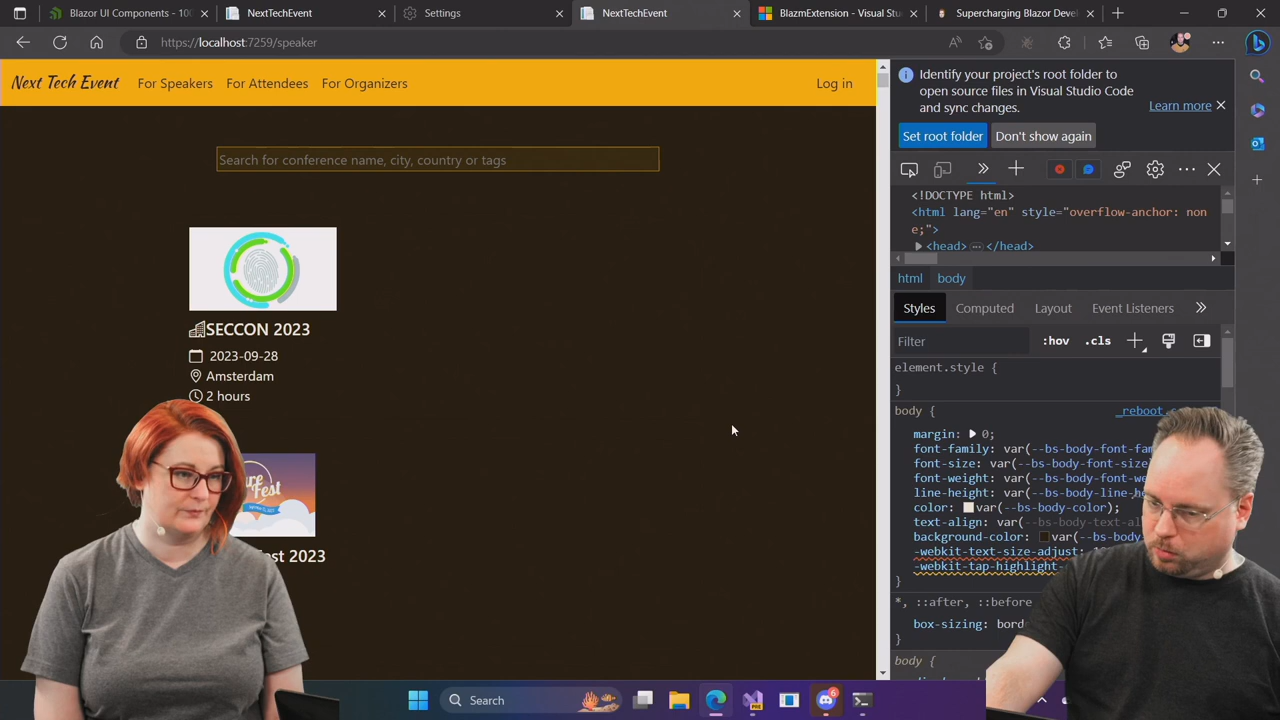 Blazor UI Components - 10
NextTechEvent
Settings
NextTechEvent
BlazmExtension - Visual Stu
Supercharging Blazor Devel
https://localhost:7259/speaker
Next Tech Event
For Speakers
For Attendees
For Organizers
Log in
Search for conference name, city, country or tags
SECCON 2023
2023-09-28
Amsterdam
2 hours
2023
Identify your project's root folder to
open source files in Visual Studio Code
and sync changes.
Learn more
Set root folder
Don't show again
<!DOCTYPE html>
<html lang="en" style="overflow-anchor: non
e;">
<head> </head>
html
body
Styles
Computed
Layout
Event Listeners
Filter
:hov
.cls
element.style {
}
body {
_reboot
margin: 0;
font-family: var(--bs-body-font-fam
font-size: var(--bs-body-font-size
font-weight: var(--bs-body-font-we
line-height: var(--bs-body-line-he
color: var(--bs-body-color);
text-align: var(--bs-body-text-al
background-color: var(--bs-body-
-webkit-text-size-adjust:
-webkit-tap-highlight-
}
*, ::after, ::before
box-sizing: bord
}
body {
Search
6